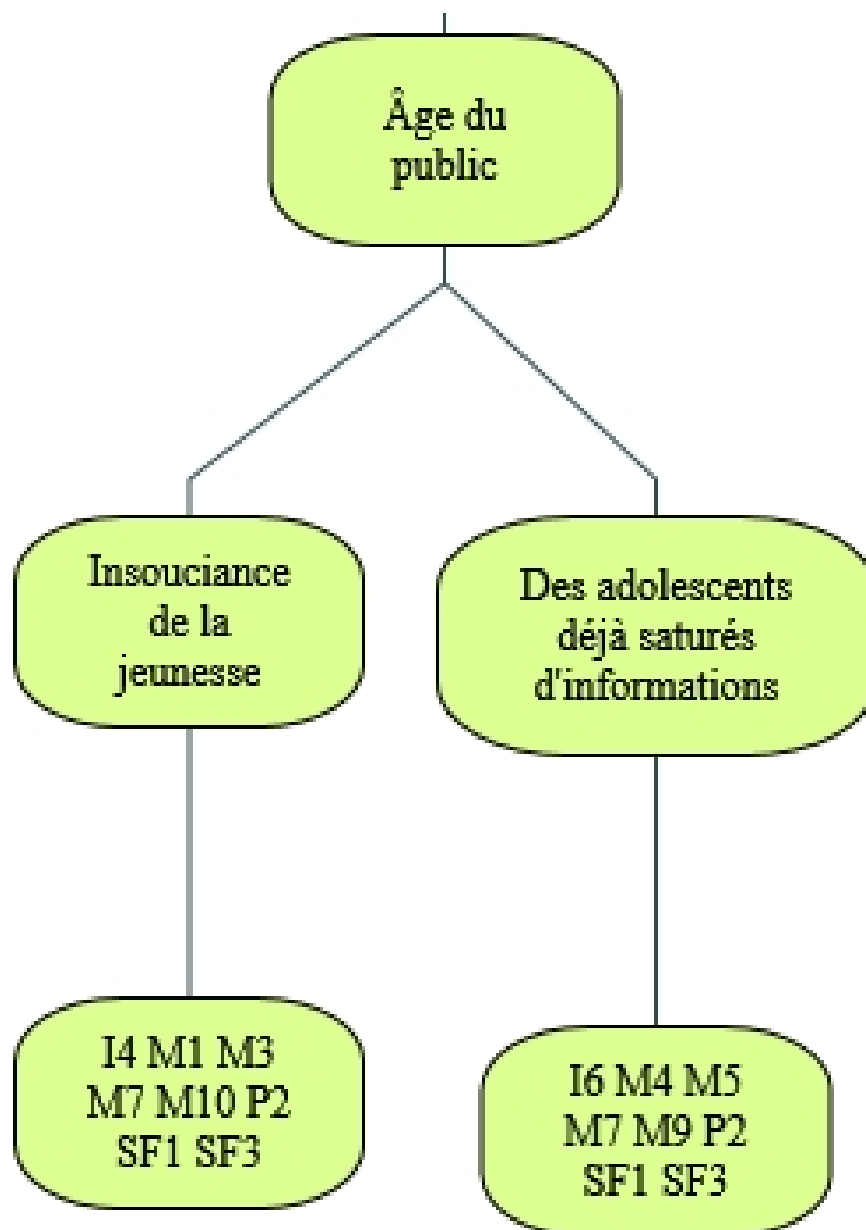 Âge du
public
Insouciance
de la
jeunesse
Des adolescents
déjà saturés
d'informations
I4 M1 M3
M7 M10 P2
SF1 SF3
I6 M4 M5
M7 M9 P2
SF1 SF3